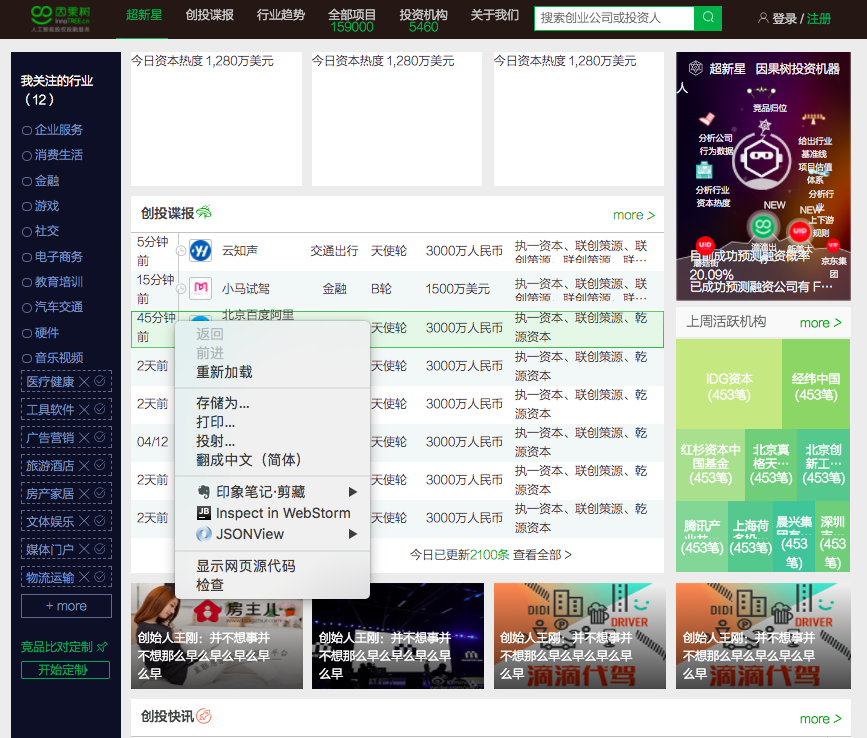 因果树
innoTREE.cn
人工智能股权投融服务
超新星
创投谍报
行业趋势
全部项目
159000
投资机构
5460
关于我们
搜索创业公司或投资人
登录 / 注册
我关注的行业
（12）
企业服务
消费生活
金融
游戏
社交
电子商务
教育培训
汽车交通
硬件
音乐视频
医疗健康
工具软件
广告营销
旅游酒店
房产家居
文体娱乐
媒体门户
物流运输
+ more
竞品比对定制
开始定制
今日资本热度 1,280万美元
今日资本热度 1,280万美元
今日资本热度 1,280万美元
创投谍报
more >
5分钟前 云知声 交通出行 天使轮 3000万人民币 执一资本、联创策源、联创策源、联创策源、联…
15分钟前 小马试驾 金融 B轮 1500万美元 执一资本、联创策源、联创策源、联创策源、联…
45分钟前 北京百度阿里 天使轮 3000万人民币 执一资本、联创策源、乾源资本
2天前 天使轮 3000万人民币 执一资本、联创策源、乾源资本
2天前 天使轮 3000万人民币 执一资本、联创策源、乾源资本
04/12 天使轮 3000万人民币 执一资本、联创策源、乾源资本
2天前 天使轮 3000万人民币 执一资本、联创策源、乾源资本
2天前 天使轮 3000万人民币 执一资本、联创策源、乾源资本
今日已更新2100条 查看全部 >
返回
前进
重新加载
存储为...
打印...
投射...
翻成中文（简体）
印象笔记·剪藏
Inspect in WebStorm
JSONView
显示网页源代码
检查
超新星 因果树投资机器
人
竞品归位
分析公司
行为数据
给出行业
基准线
项目估值
体系
分析行业
资本热度
分析行
业
上下游
规则
NEW
NEW
UID
UID
UID
滴滴出
行
京东集
团
目前成功预测融资概率
20.09%
已成功预测融资公司有 F…
上周活跃机构
more >
IDG资本
(453笔)
经纬中国
(453笔)
红杉资本中
国基金
(453笔)
北京真
格天…
(453笔)
北京创
新工…
(453笔)
腾讯产
(453笔)
上海荷
(453笔)
晨兴集
(453
笔)
深圳
(453
笔)
房主儿
创始人王刚：并不想事并
不想那么早么早么早么早
么早
创始人王刚：并不想事并
不想那么早么早么早么早
么早
DIDI
DRIVER
滴滴代驾
创始人王刚：并不想事并
不想那么早么早么早么早
么早
DIDI
DRIVER
滴滴代驾
创始人王刚：并不想事并
不想那么早么早么早么早
么早
创投快讯
more >